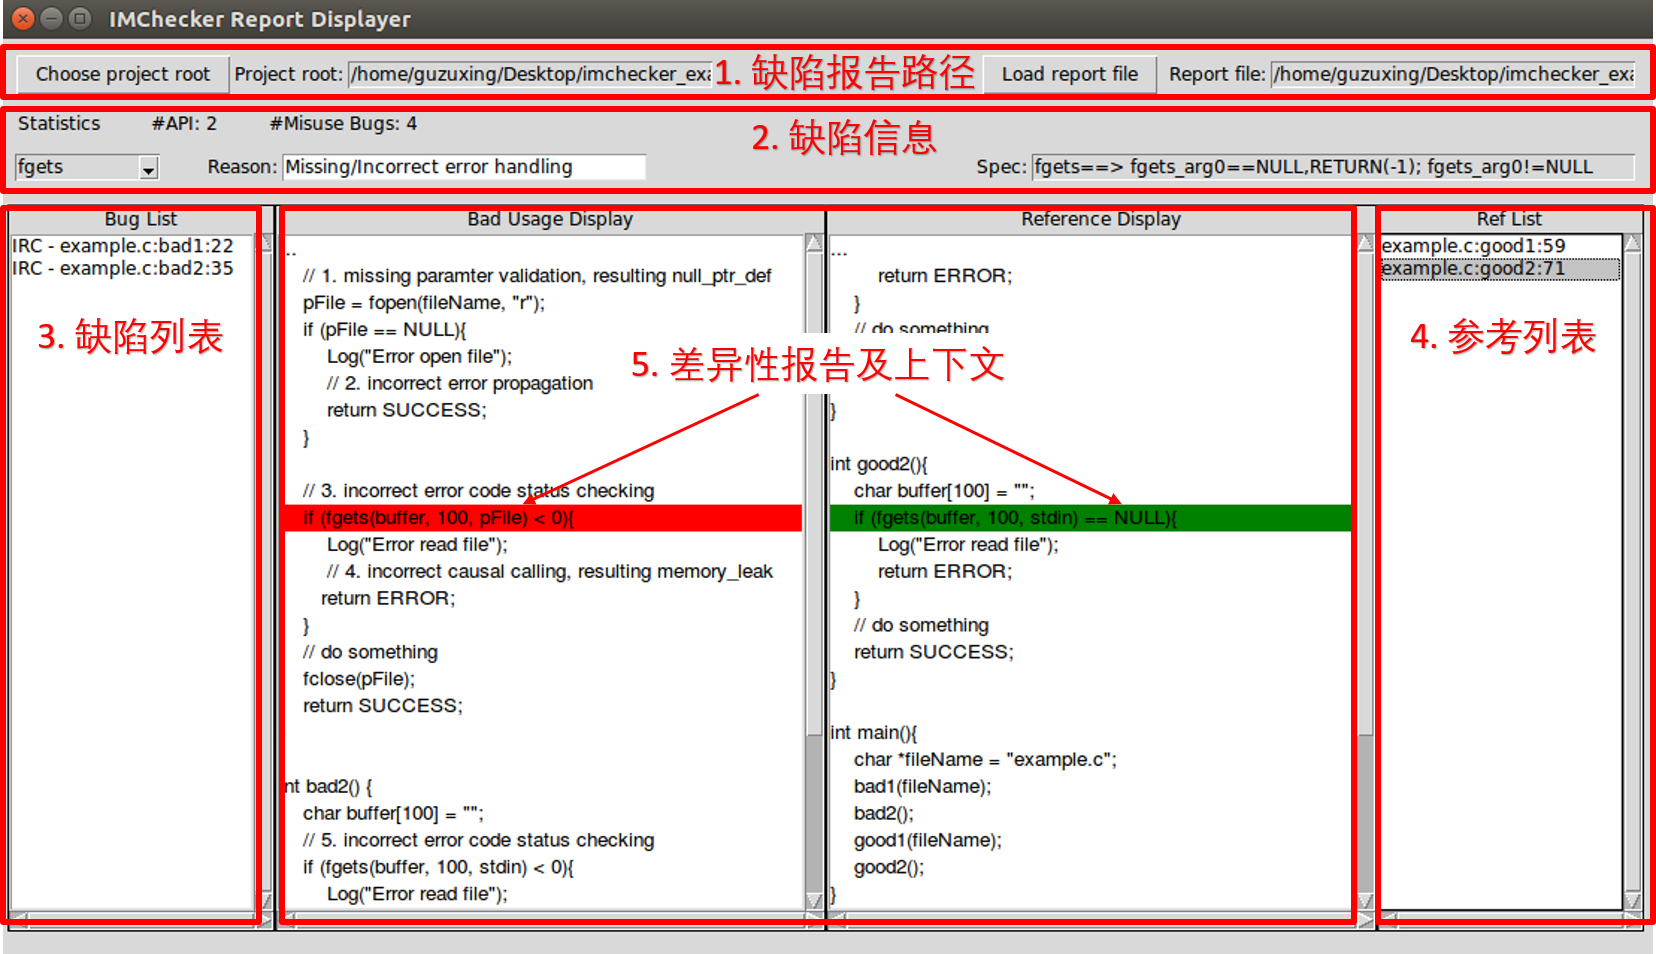 IMChecker Report Displayer
Choose project root Project root: /home/guzuxing/Desktop/imchecker_exa 1. 缺陷报告路径 Load report file Report file: /home/guzuxing/Desktop/imchecker_exa
Statistics #API: 2 #Misuse Bugs: 4
2. 缺陷信息
fgets Reason: Missing/Incorrect error handling Spec: fgets==> fgets_arg0==NULL,RETURN(-1); fgets_arg0!=NULL
Bug List
IRC - example.c:bad1:22
IRC - example.c:bad2:35
3. 缺陷列表
Bad Usage Display
..
// 1. missing paramter validation, resulting null_ptr_def
pFile = fopen(fileName, "r");
if (pFile == NULL){
Log("Error open file");
// 2. incorrect error propagation
return SUCCESS;
}
// 3. incorrect error code status checking
if (fgets(buffer, 100, pFile) < 0){
Log("Error read file");
// 4. incorrect causal calling, resulting memory_leak
return ERROR;
}
// do something
fclose(pFile);
return SUCCESS;
nt bad2() {
char buffer[100] = "";
// 5. incorrect error code status checking
if (fgets(buffer, 100, stdin) < 0){
Log("Error read file");
5. 差异性报告及上下文
Reference Display
...
return ERROR;
}
// do something
}
int good2(){
char buffer[100] = "";
if (fgets(buffer, 100, stdin) == NULL){
Log("Error read file");
return ERROR;
}
// do something
return SUCCESS;
}
int main(){
char *fileName = "example.c";
bad1(fileName);
bad2();
good1(fileName);
good2();
}
Ref List
example.c:good1:59
example.c:good2:71
4. 参考列表